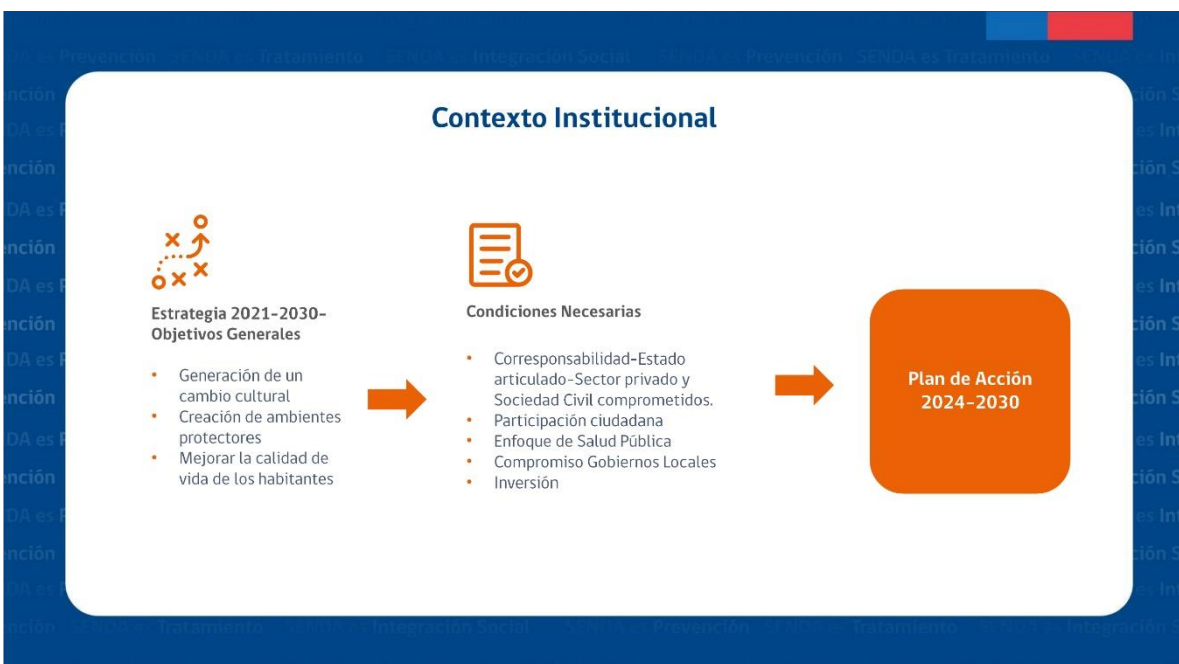 Contexto Institucional
Estrategia 2021-2030-
Objetivos Generales
• Generación de un
cambio cultural
• Creación de ambientes
protectores
• Mejorar la calidad de
vida de los habitantes
Condiciones Necesarias
• Corresponsabilidad-Estado
articulado-Sector privado y
Sociedad Civil comprometidos.
• Participación ciudadana
• Enfoque de Salud Pública
• Compromiso Gobiernos Locales
• Inversión
Plan de Acción
2024-2030